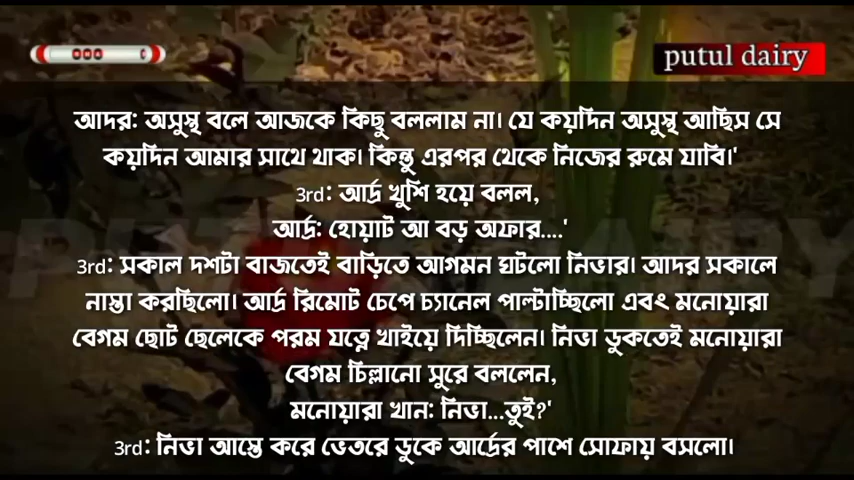 putul dairy
আদর: অসুস্থ বলে আজকে কিছু বললাম না। যে কয়দিন অসুস্থ আছিস সে
কয়দিন আমার সাথে থাক। কিন্তু এরপর থেকে নিজের রুমে যাবি।'
3rd: আর্দ্র খুশি হয়ে বলল,
আর্দ্র: হোয়াট আ বড় অফার....'
3rd: সকাল দশটা বাজতেই বাড়িতে আগমন ঘটলো নিভার। আদর সকালে
নাস্তা করছিলো। আর্দ্র রিমোট চেপে চ্যানেল পাল্টাচ্ছিলো এবং মনোয়ারা
বেগম ছোট ছেলেকে পরম যত্নে খাইয়ে দিচ্ছিলেন। নিভা ডুকতেই মনোয়ারা
বেগম চিল্লানো সুরে বললেন,
মনোয়ারা খান: নিভা...তুই?'
3rd: নিভা আস্তে করে ভেতরে ডুকে আর্দ্রের পাশে সোফায় বসলো।